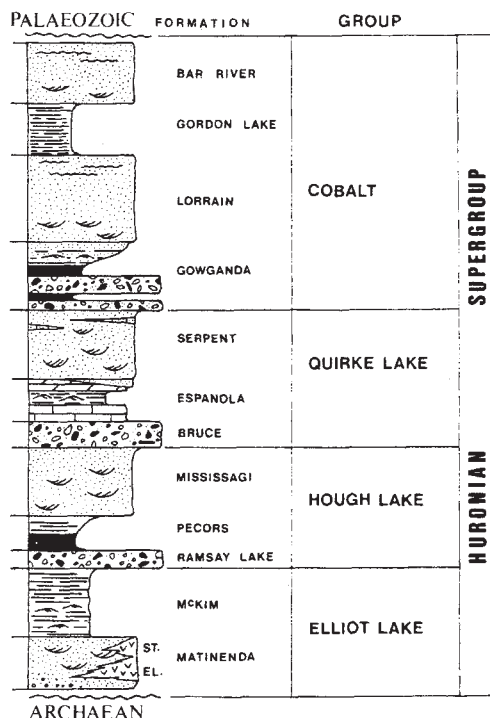 PALAEOZOIC FORMATION GROUP
BAR RIVER
GORDON LAKE
LORRAIN
COBALT
GOWGANDA
SERPENT
QUIRKE LAKE
ESPANOLA
BRUCE
MISSISSAGI
HOUGH LAKE
PECORS
RAMSAY LAKE
McKIM
ELLIOT LAKE
ST.
MATINENDA
EL.
ARCHAEAN
HURONIAN SUPERGROUP